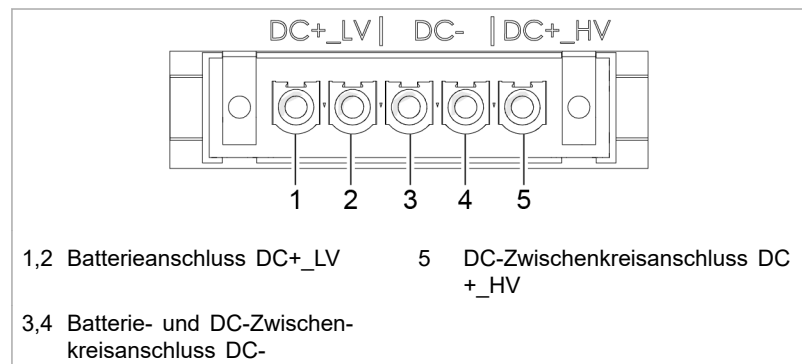 DC+_LV | DC- | DC+_HV
1 2 3 4 5
1,2 Batterieanschluss DC+_LV
3,4 Batterie- und DC-Zwischen-
kreisanschluss DC-
5 DC-Zwischenkreisanschluss DC
+_HV